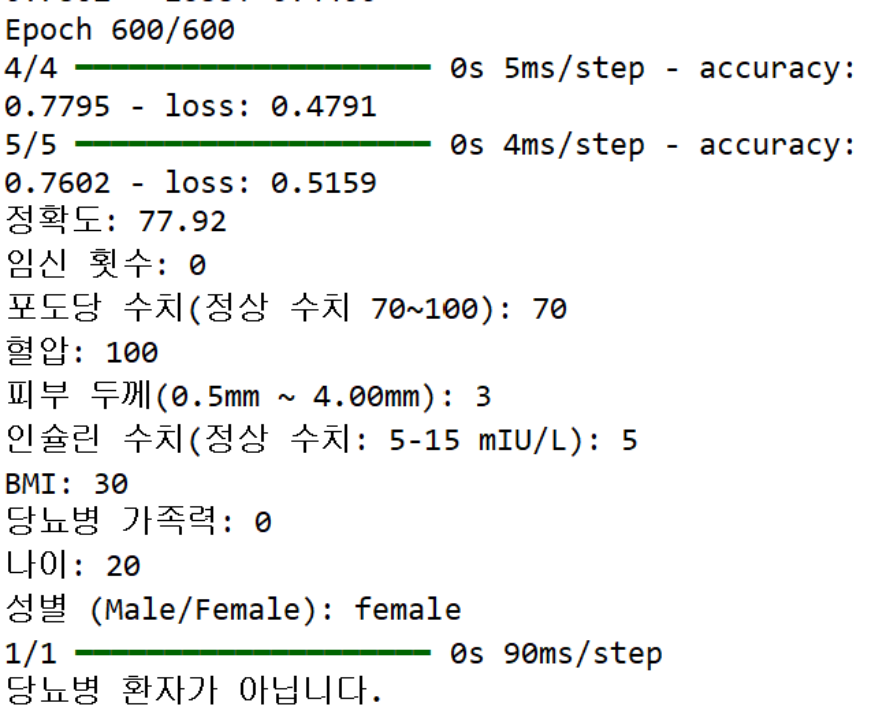 Epoch 600/600
4/4 ━━━━━━━━━━━━━━━━━━━━ 0s 5ms/step - accuracy:
0.7795 - loss: 0.4791
5/5 ━━━━━━━━━━━━━━━━━━━━ 0s 4ms/step - accuracy:
0.7602 - loss: 0.5159
정확도: 77.92
임신 횟수: 0
포도당 수치(정상 수치 70~100): 70
혈압: 100
피부 두께(0.5mm ~ 4.00mm): 3
인슐린 수치(정상 수치: 5-15 mIU/L): 5
BMI: 30
당뇨병 가족력: 0
나이: 20
성별 (Male/Female): female
1/1 ━━━━━━━━━━━━━━━━━━━━ 0s 90ms/step
당뇨병 환자가 아닙니다.